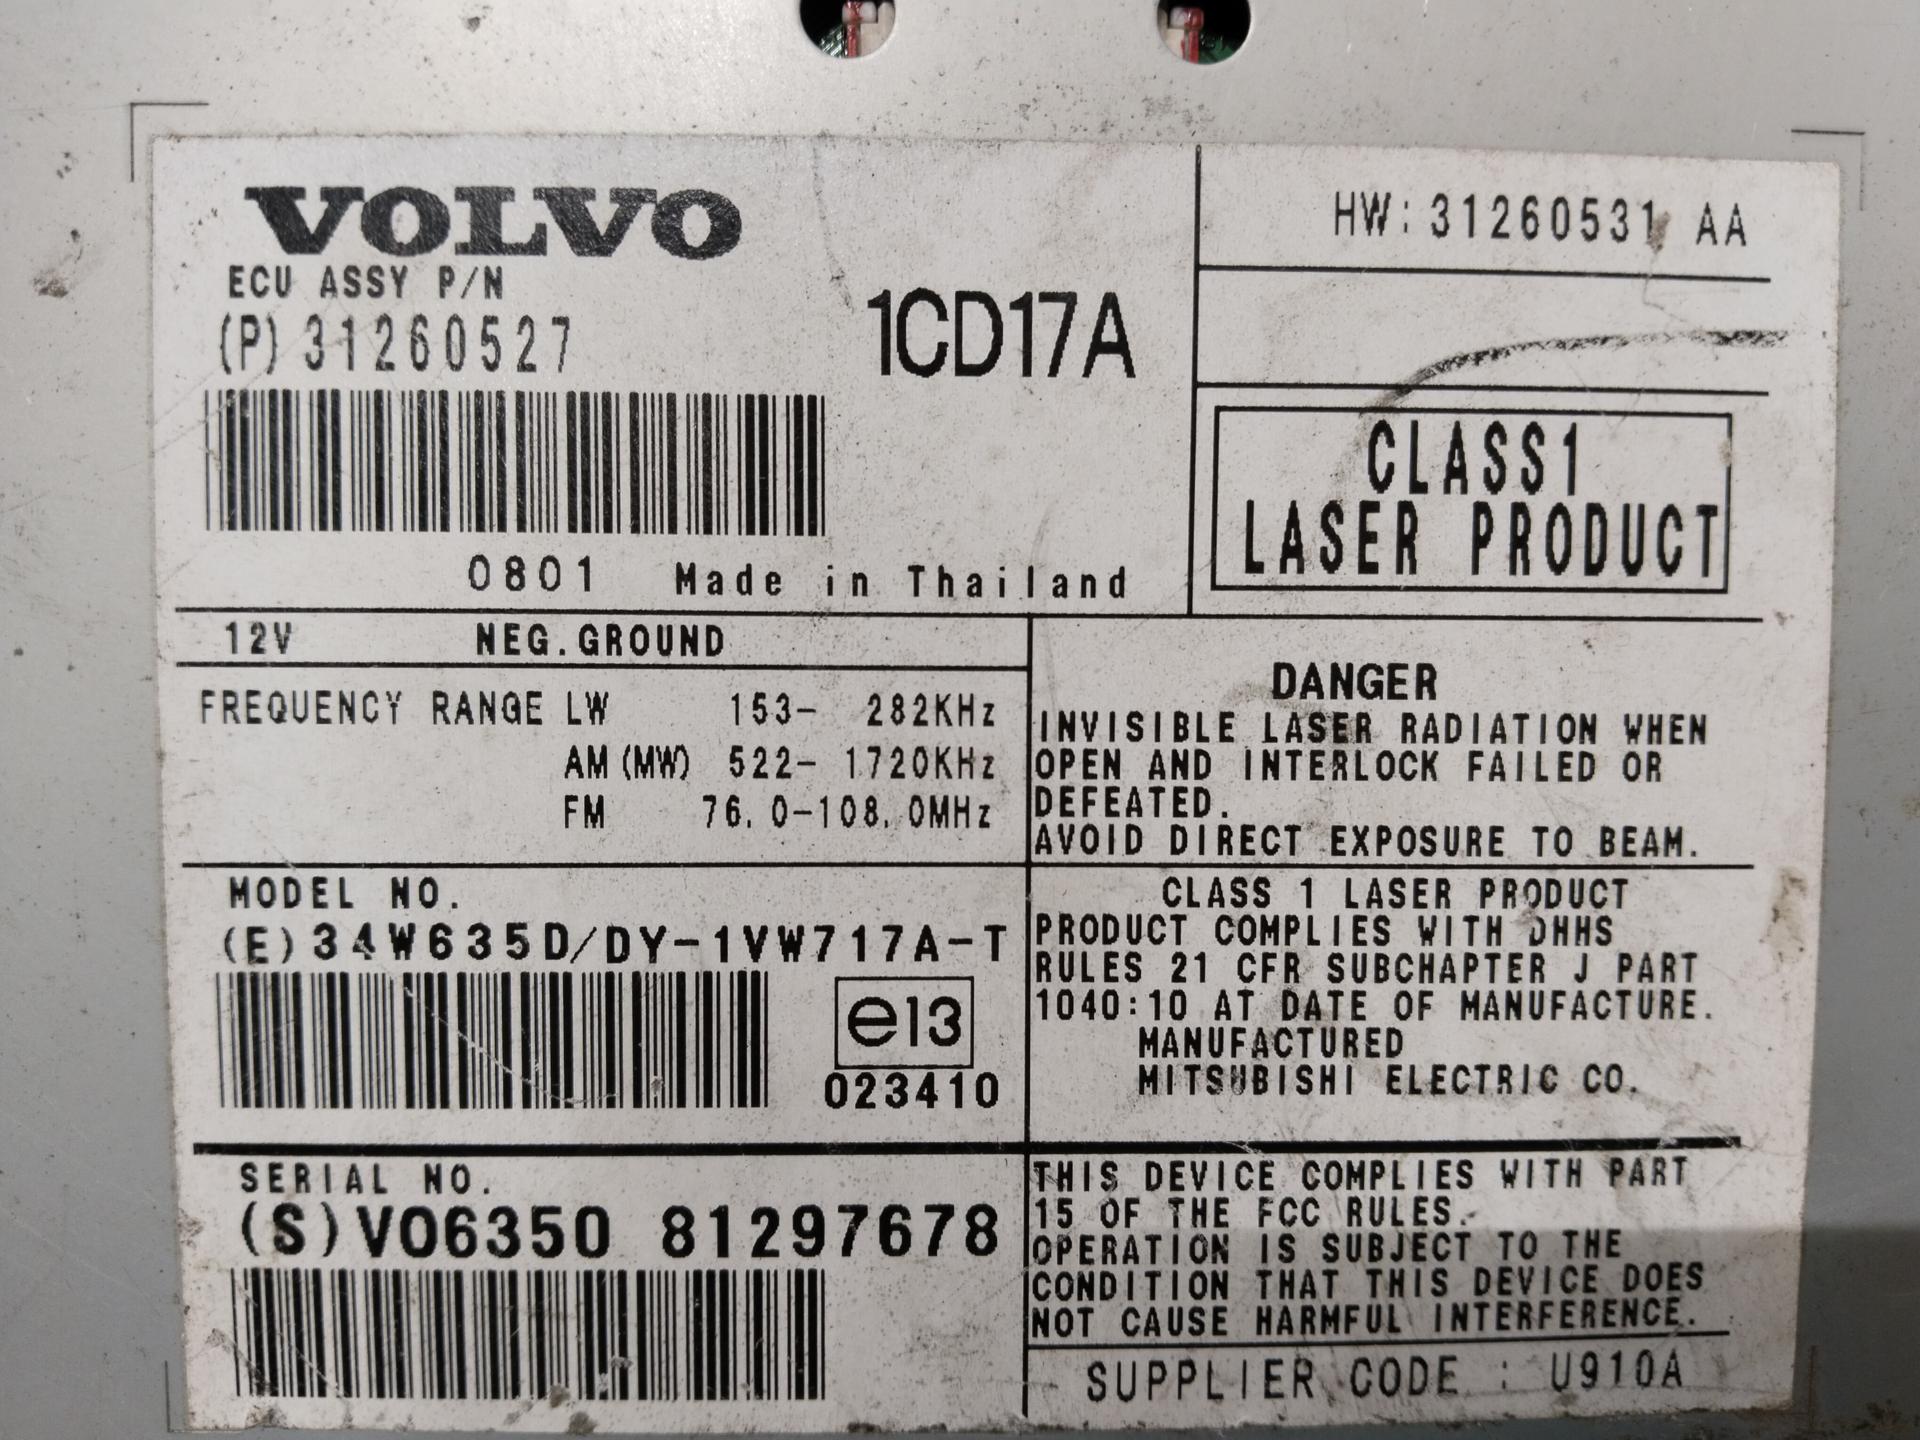 VOLVO
ECU ASSY P/N
(P) 31260527
1CD17A
0801 Made in Thailand
HW:31260531 AA
CLASS1
LASER PRODUCT
12V NEG.GROUND
FREQUENCY RANGE LW 153- 282KHz
AM (MW) 522- 1720KHz
FM 76.0-108.0MHz
DANGER
INVISIBLE LASER RADIATION WHEN
OPEN AND INTERLOCK FAILED OR
DEFEATED.
AVOID DIRECT EXPOSURE TO BEAM.
MODEL NO.
(E)34W635D/DY-1VW717A-T
e13
023410
CLASS 1 LASER PRODUCT
PRODUCT COMPLIES WITH DHHS
RULES 21 CFR SUBCHAPTER J PART
1040:10 AT DATE OF MANUFACTURE.
MANUFACTURED
MITSUBISHI ELECTRIC CO.
SERIAL NO.
(S)VO6350 81297678
THIS DEVICE COMPLIES WITH PART
15 OF THE FCC RULES.
OPERATION IS SUBJECT TO THE
CONDITION THAT THIS DEVICE DOES
NOT CAUSE HARMFUL INTERFERENCE.
SUPPLIER CODE : U910A